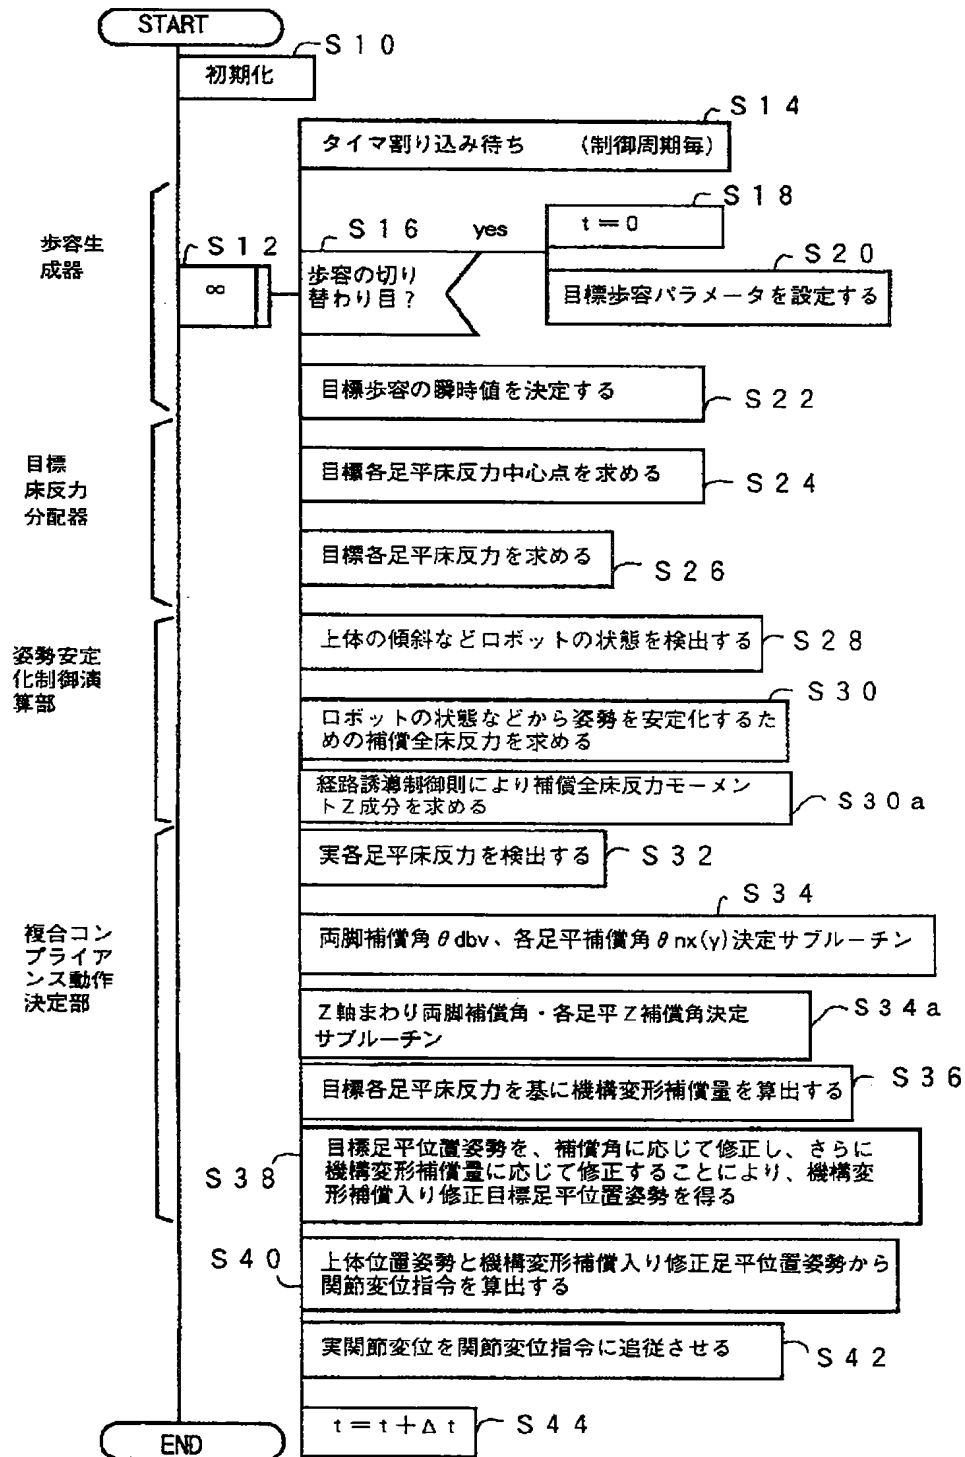 START
S10
初期化
S14
タイマ割り込み待ち (制御周期毎)
S18
t=0
S16
yes
歩容生
成器
S12
∞
歩容の切り
替わり目?
S20
目標歩容パラメータを設定する
目標歩容の瞬時値を決定する
S22
目標
床反力
分配器
目標各足平床反力中心点を求める
S24
目標各足平床反力を求める
S26
姿勢安定
化制御演
算部
上体の傾斜などロボットの状態を検出する
S28
S30
ロボットの状態などから姿勢を安定化するた
めの補償全床反力を求める
経路誘導制御則により補償全床反力モーメン
トZ成分を求める
S30a
実各足平床反力を検出する
S32
S34
複合コン
プライア
ンス動作
決定部
両脚補償角θdbv、各足平補償角θnx(y)決定サブルーチン
Z軸まわり両脚補償角・各足平Z補償角決定
サブルーチン
S34a
目標各足平床反力を基に機構変形補償量を算出する
S36
S38
目標足平位置姿勢を、補償角に応じて修正し、さらに
機構変形補償量に応じて修正することにより、機構変
形補償入り修正目標足平位置姿勢を得る
S40
上体位置姿勢と機構変形補償入り修正足平位置姿勢から
関節変位指令を算出する
実関節変位を関節変位指令に追従させる
S42
t=t+Δt
S44
END